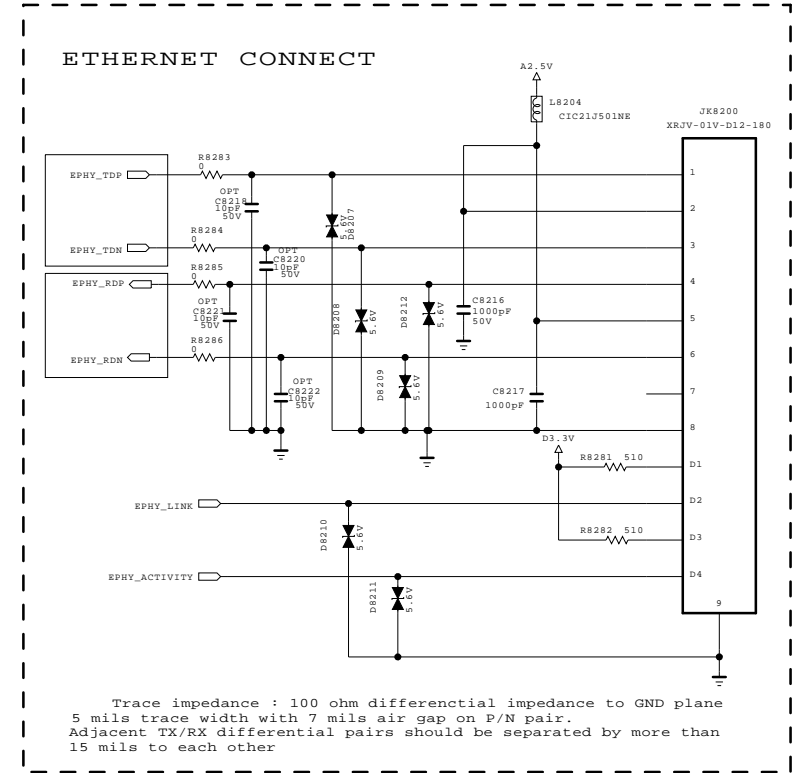 ETHERNET CONNECT
A2.5V
L8204
CIC21J501NE
JK8200
XRJV-01V-D12-180
R8283
0
EPHY_TDP
1
OPT
C8218
10pF
50V
D8207
5.6V
2
R8284
0
EPHY_TDN
3
OPT
C8220
10pF
50V
R8285
0
EPHY_RDP
4
OPT
C8221
10pF
50V
D8208
5.6V
D8212
5.6V
C8216
1000pF
50V
5
R8286
0
EPHY_RDN
6
OPT
C8222
10pF
50V
D8209
5.6V
C8217
1000pF
7
8
D3.3V
R8281 510
D1
EPHY_LINK
D2
D8210
5.6V
R8282 510
D3
EPHY_ACTIVITY
D4
D8211
5.6V
9
Trace impedance : 100 ohm differenctial impedance to GND plane
5 mils trace width with 7 mils air gap on P/N pair.
Adjacent TX/RX differential pairs should be separated by more than
15 mils to each other